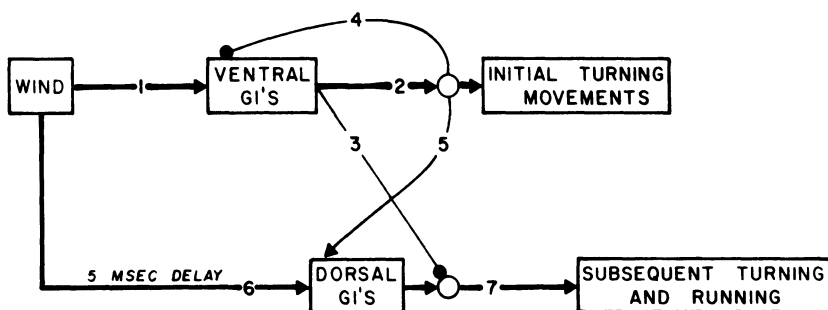 4
WIND
1
VENTRAL
GI'S
2
INITIAL TURNING
MOVEMENTS
3
5
5 MSEC DELAY
6
DORSAL
GI'S
7
SUBSEQUENT TURNING
AND RUNNING